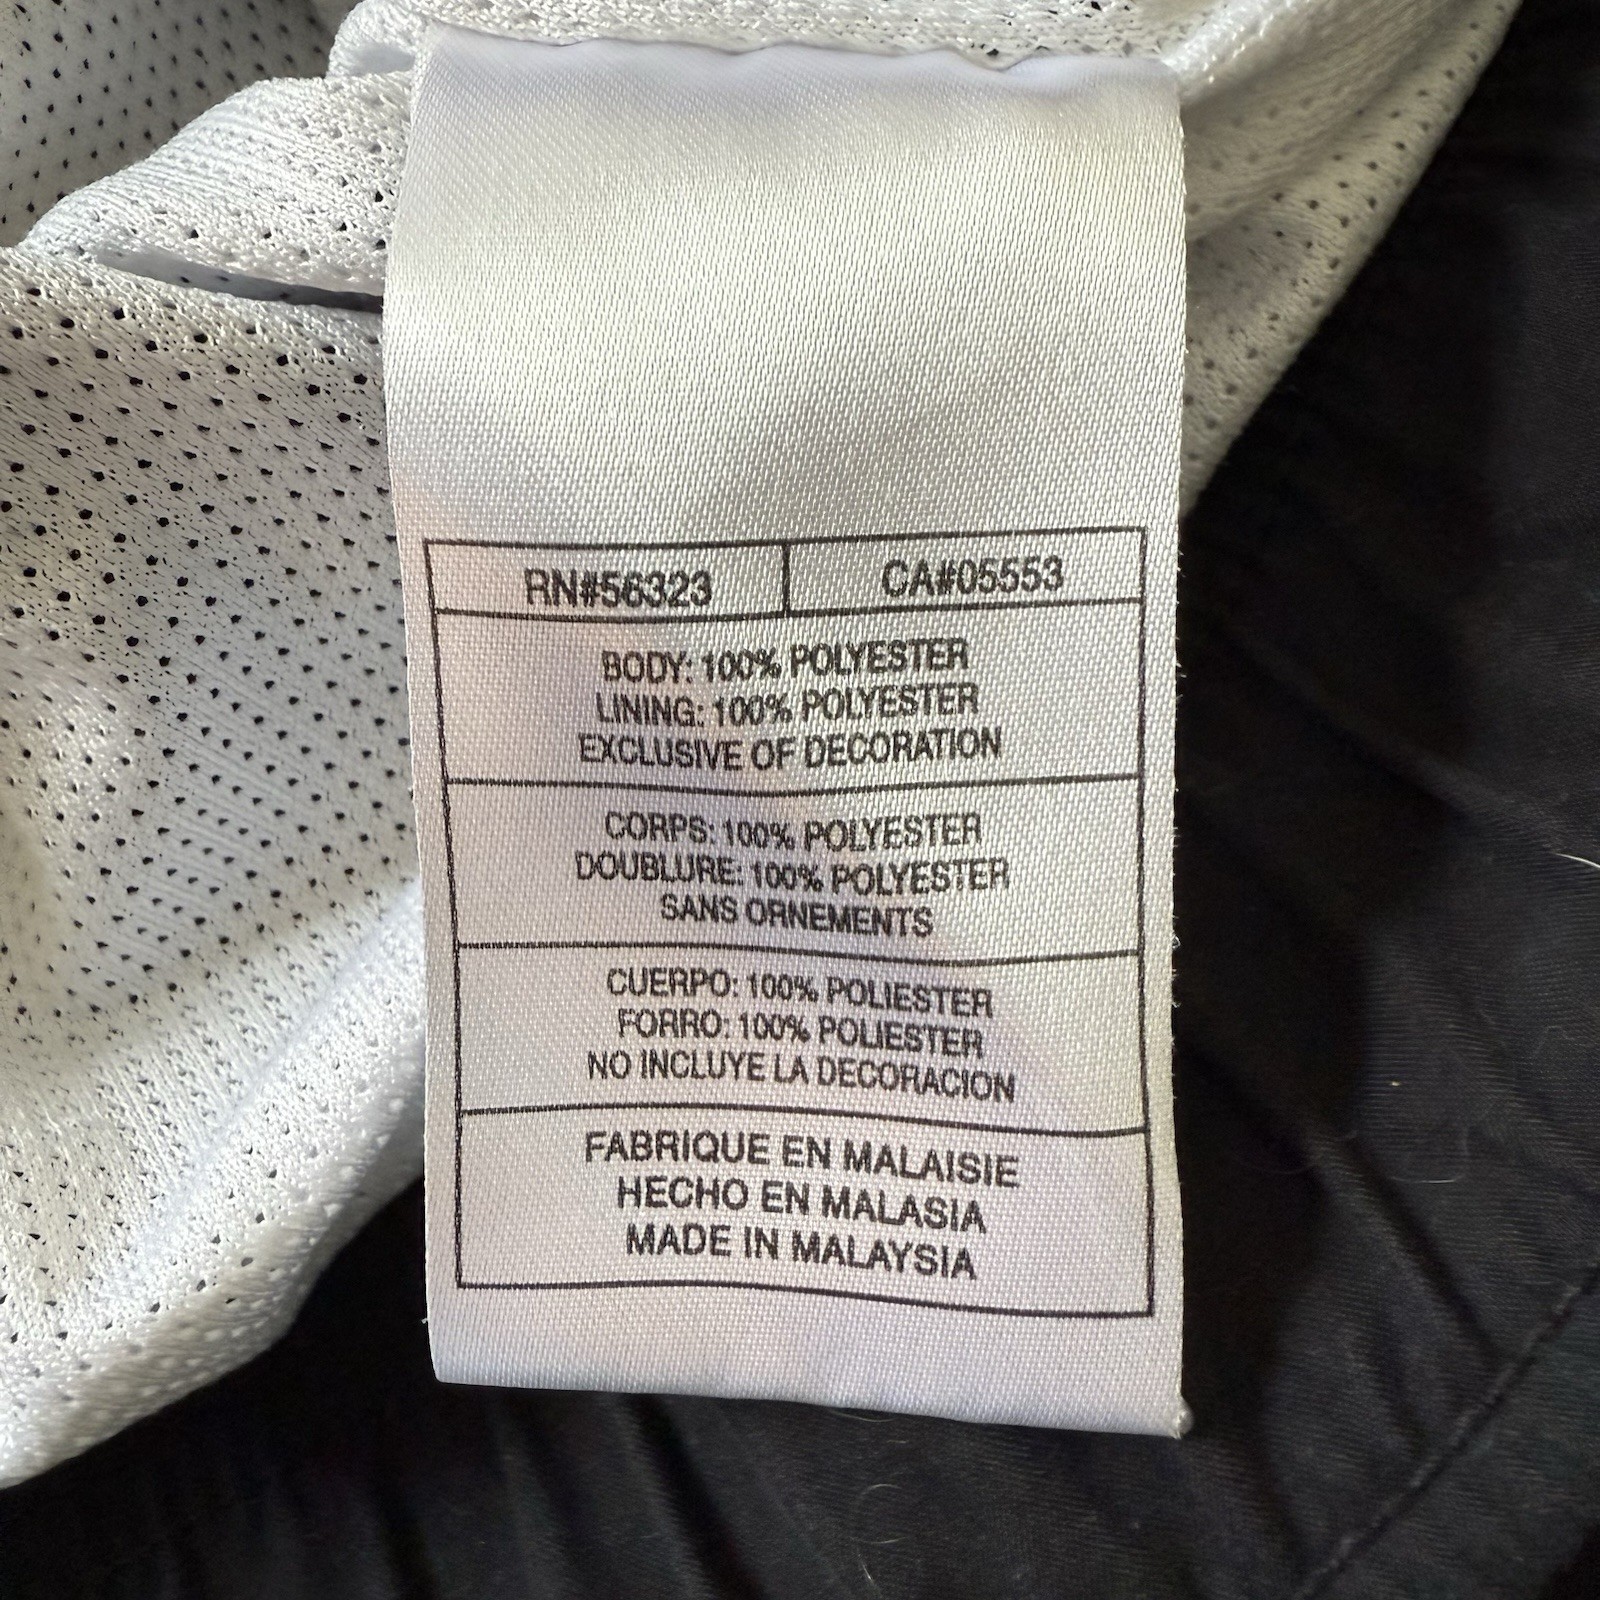 RN#56323 CA#05553
BODY: 100% POLYESTER
LINING: 100% POLYESTER
EXCLUSIVE OF DECORATION
CORPS: 100% POLYESTER
DOUBLURE: 100% POLYESTER
SANS ORNEMENTS
CUERPO: 100% POLIESTER
FORRO: 100% POLIESTER
NO INCLUYE LA DECORACION
FABRIQUE EN MALAISIE
HECHO EN MALASIA
MADE IN MALAYSIA